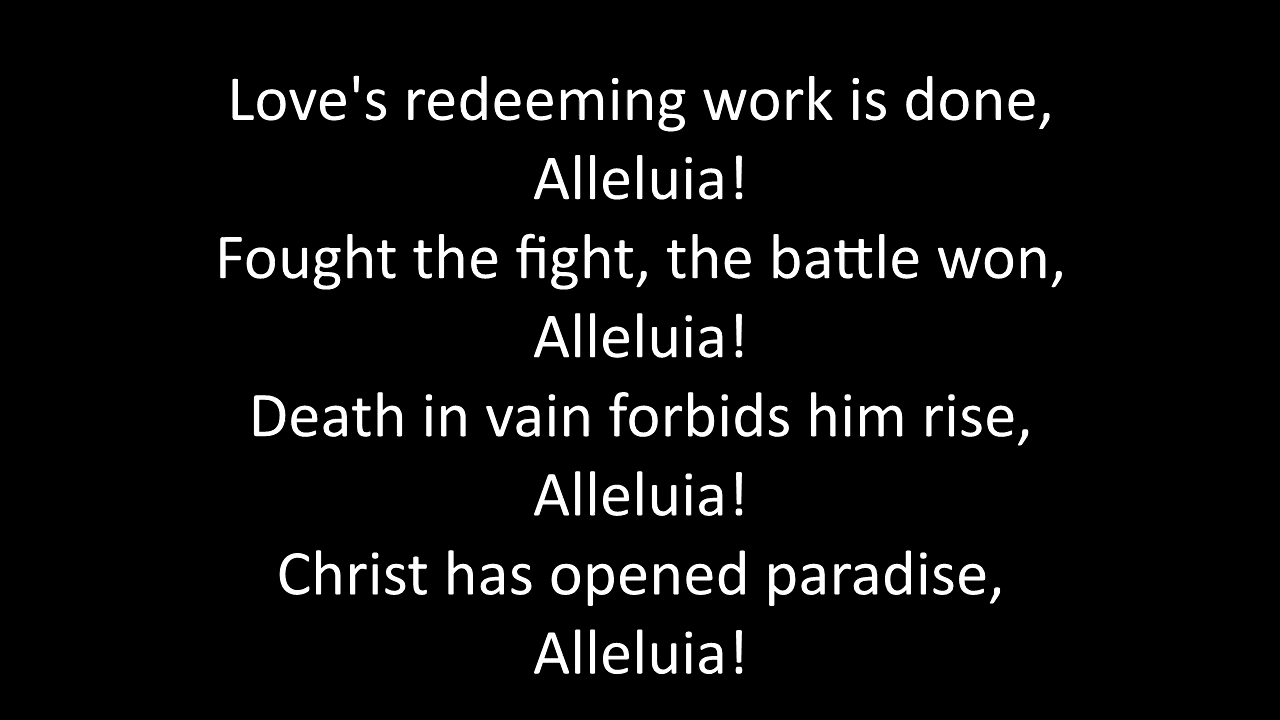 Love's redeeming work is done,
Alleluia!
Fought the fight, the battle won,
Alleluia!
Death in vain forbids him rise,
Alleluia!
Christ has opened paradise,
Alleluia!